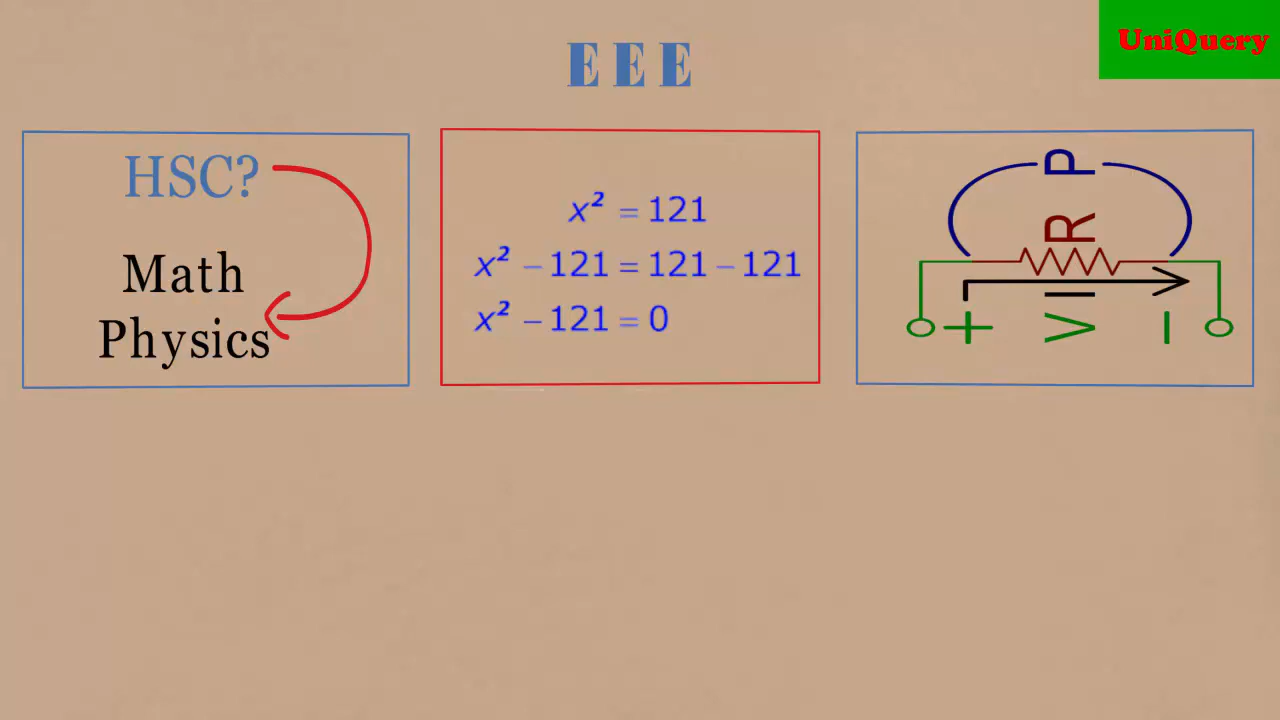 EEE
UniQuery
HSC?
Math
Physics
x² = 121
x² − 121 = 121 − 121
x² − 121 = 0
P
R
I
+ V −